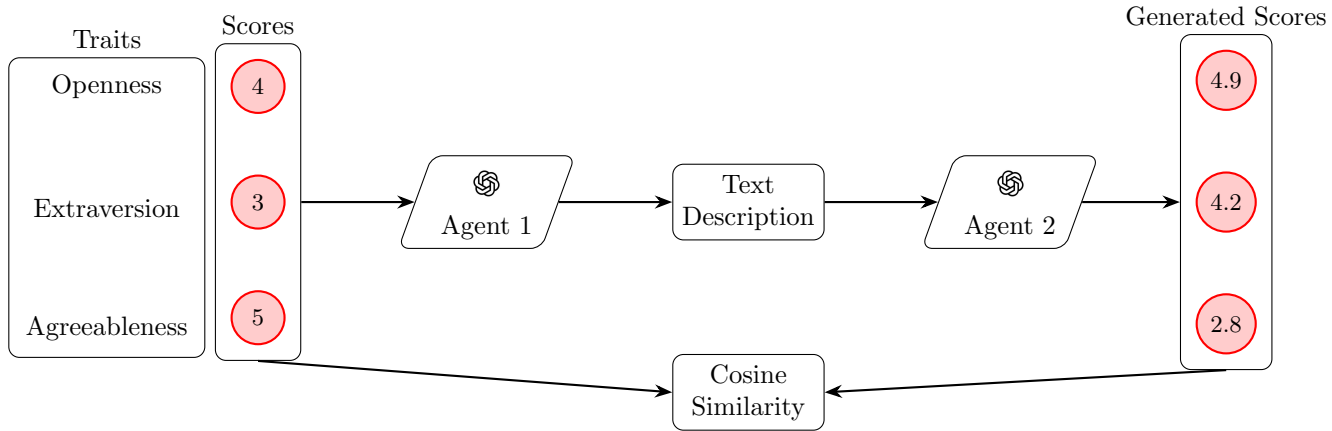 Traits
Openness
Extraversion
Agreeableness
Scores
4
3
5
Agent 1
Text
Description
Agent 2
Generated Scores
4.9
4.2
2.8
Cosine
Similarity